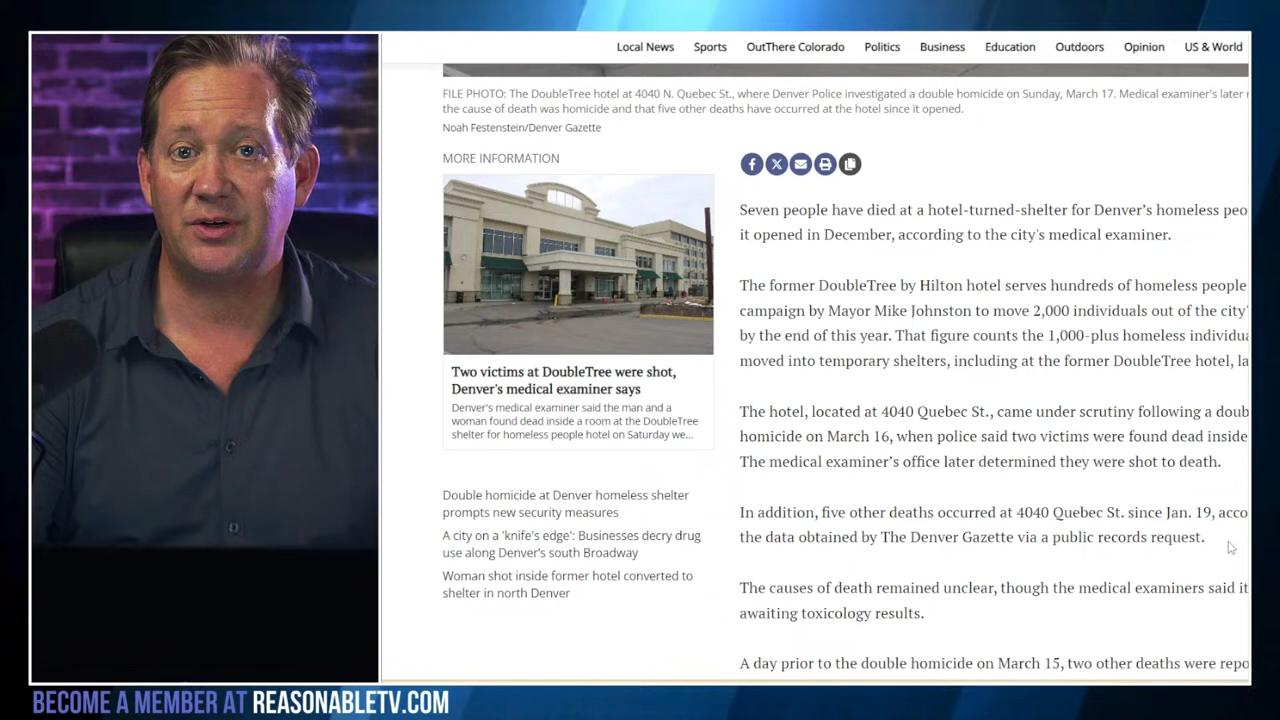 Local News Sports OutThere Colorado Politics Business Education Outdoors Opinion US & World
FILE PHOTO: The DoubleTree hotel at 4040 N. Quebec St., where Denver Police investigated a double homicide on Sunday, March 17. Medical examiner's later
the cause of death was homicide and that five other deaths have occurred at the hotel since it opened.
Noah Festenstein/Denver Gazette
MORE INFORMATION
Two victims at DoubleTree were shot,
Denver's medical examiner says
Denver's medical examiner said the man and a
woman found dead inside a room at the DoubleTree
shelter for homeless people hotel on Saturday we...
Double homicide at Denver homeless shelter
prompts new security measures
A city on a 'knife's edge': Businesses decry drug
use along Denver's south Broadway
Woman shot inside former hotel converted to
shelter in north Denver
Seven people have died at a hotel-turned-shelter for Denver’s homeless peo
it opened in December, according to the city's medical examiner.
The former DoubleTree by Hilton hotel serves hundreds of homeless people
campaign by Mayor Mike Johnston to move 2,000 individuals out of the city'
by the end of this year. That figure counts the 1,000-plus homeless individua
moved into temporary shelters, including at the former DoubleTree hotel, la
The hotel, located at 4040 Quebec St., came under scrutiny following a doub
homicide on March 16, when police said two victims were found dead inside
The medical examiner’s office later determined they were shot to death.
In addition, five other deaths occurred at 4040 Quebec St. since Jan. 19, acco
the data obtained by The Denver Gazette via a public records request.
The causes of death remained unclear, though the medical examiners said it
awaiting toxicology results.
A day prior to the double homicide on March 15, two other deaths were repo
BECOME A MEMBER AT REASONABLETV.COM